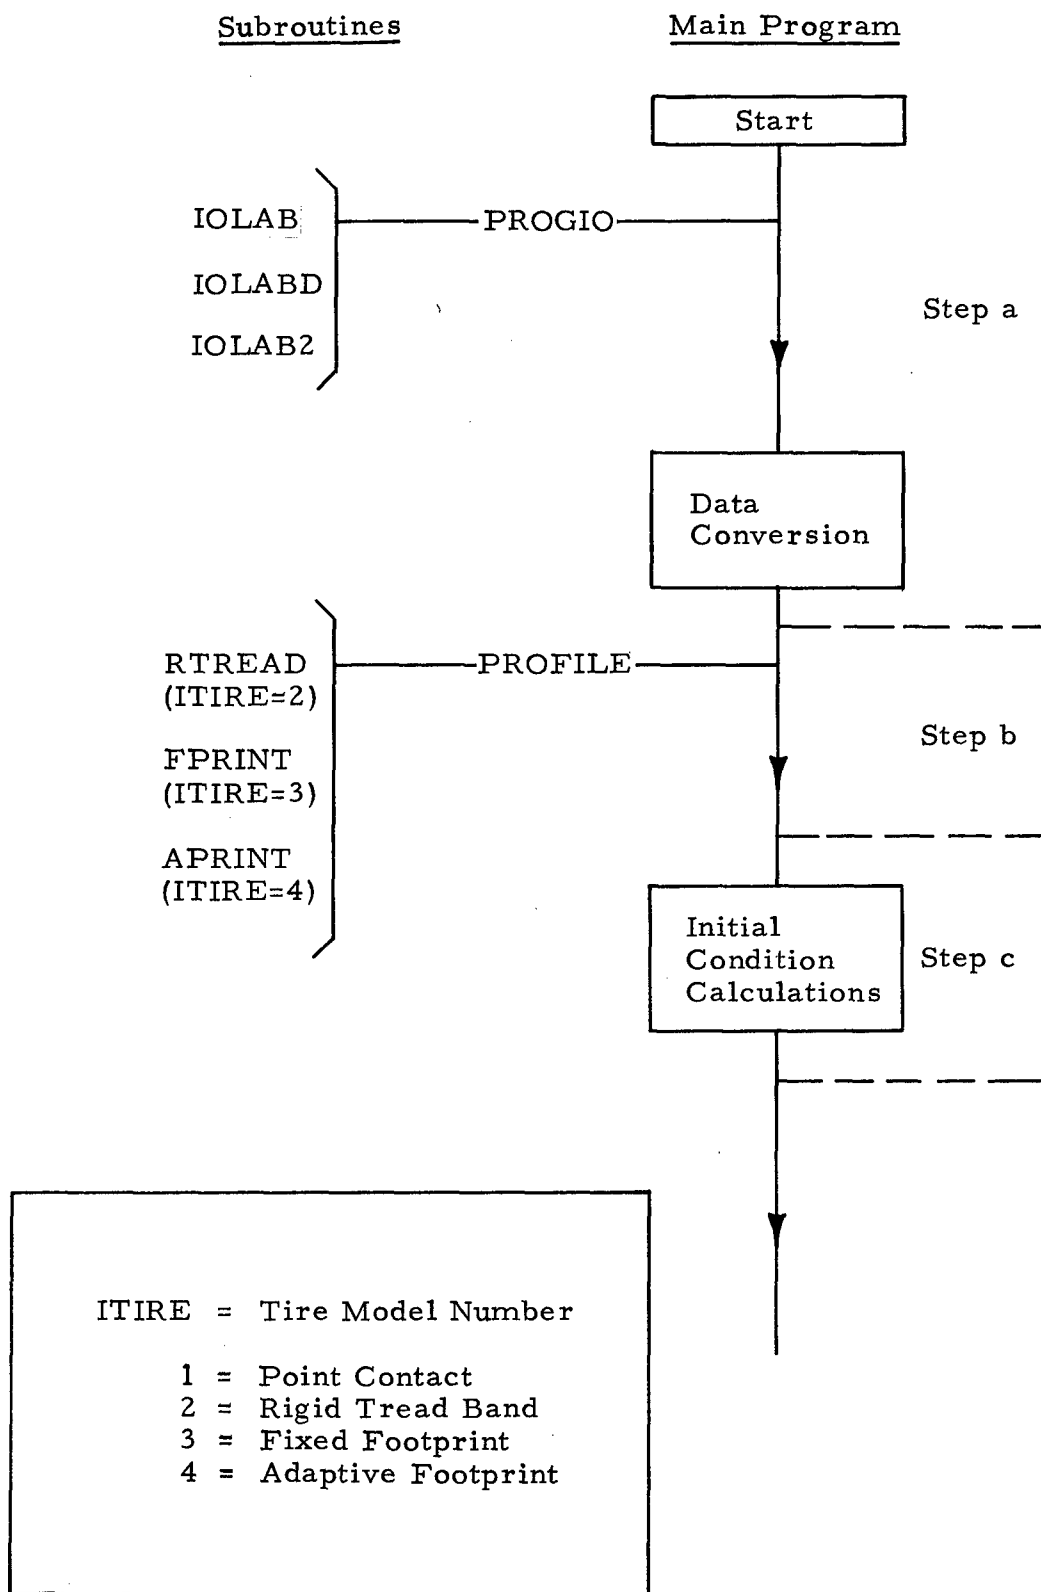 Subroutines
Main Program
Start
IOLAB
PROGIO
IOLABD
IOLAB2
Step a
Data
Conversion
RTREAD
(ITIRE=2)
PROFILE
FPRINT
(ITIRE=3)
Step b
APRINT
(ITIRE=4)
Initial
Condition
Calculations
Step c
ITIRE = Tire Model Number
1 = Point Contact
2 = Rigid Tread Band
3 = Fixed Footprint
4 = Adaptive Footprint